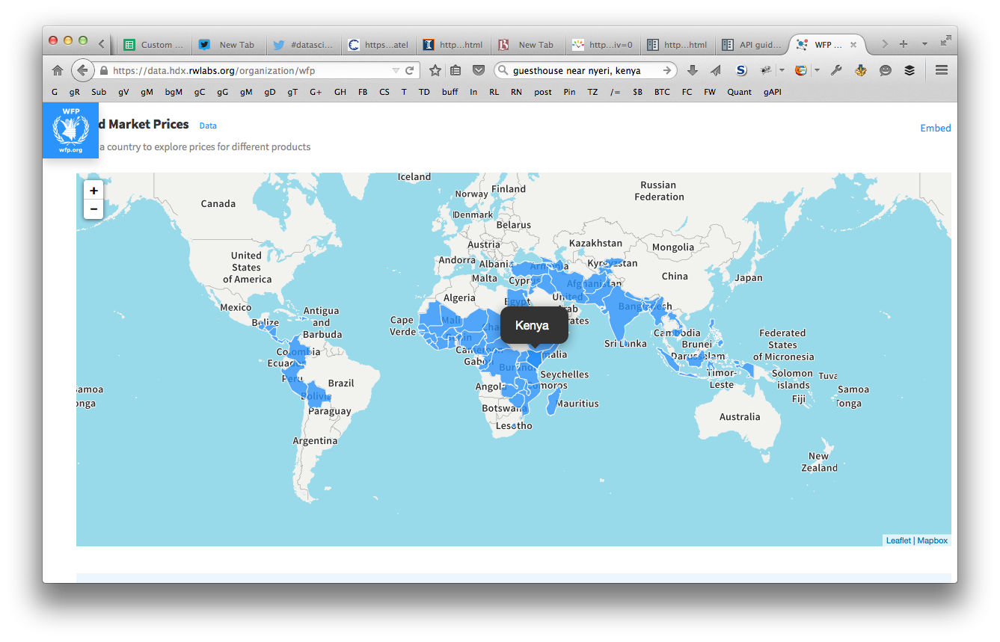 Custom ...
New Tab
#datasci...
https...atel
http...html
New Tab
http...iv=0
http...html
API guid...
WFP ...
https://data.hdx.rwlabs.org/organization/wfp
guesthouse near nyeri, kenya
G gR Sub gV gM bgM gC gG gM gD gT G+ GH FB CS T TD buff In RL RN post Pin TZ /= $B BTC FC FW Quant gAPI
WFP
wfp.org
d Market Prices Data
Embed
a country to explore prices for different products
+
−
Iceland
Norway
Finland
Russian
Federation
Canada
Denmark
Belarus
Austria
Kazakhstan
Mongolia
United
States
of America
Andorra
Albania
Armenia
Kyrgyzstan
Malta
Cyprus
Afghanistan
China
Japan
Algeria
Egypt
United
Arab
Emirates
Mexico
Antigua
and
Barbuda
Belize
Cape
Verde
Mali
Chad
Bangladesh
Kenya
Benin
Cambodia
Sri Lanka
Brunei
Darussalam
Federated
States
of Micronesia
Colombia
Ecuador
Cameroon
Gabon
Somalia
Burundi
Seychelles
Comoros
Timor-
Leste
Solomon
islands
Tuva
Peru
Brazil
Angola
Samoa
Tonga
Fiji
amoa
onga
Bolivia
Paraguay
Botswana
Mauritius
Australia
Lesotho
Argentina
New
Zealand
Leaflet | Mapbox